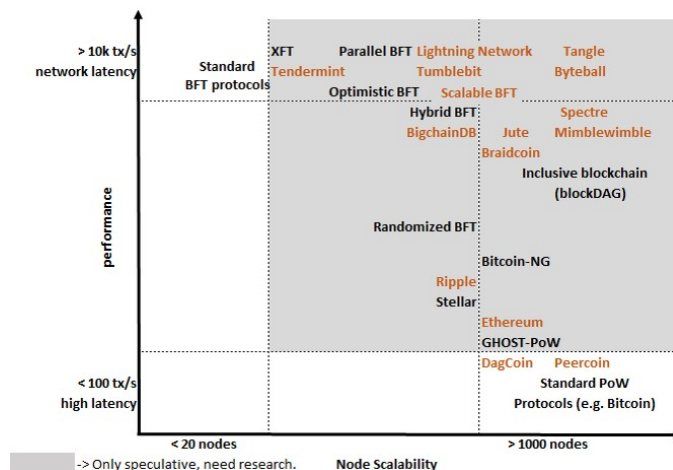 > 10k tx/s
network latency
Standard
BFT protocols
XFT Parallel BFT Lightning Network Tangle
Tendermint Tumblebit Byteball
Optimistic BFT Scalable BFT
Hybrid BFT Spectre
BigchainDB Jute Mimblewimble
Braidcoin
Inclusive blockchain
(blockDAG)
performance
Randomized BFT
Bitcoin-NG
Ripple
Stellar
Ethereum
GHOST-PoW
DagCoin Peercoin
< 100 tx/s
high latency
Standard PoW
Protocols (e.g. Bitcoin)
< 20 nodes > 1000 nodes
-> Only speculative, need research. Node Scalability